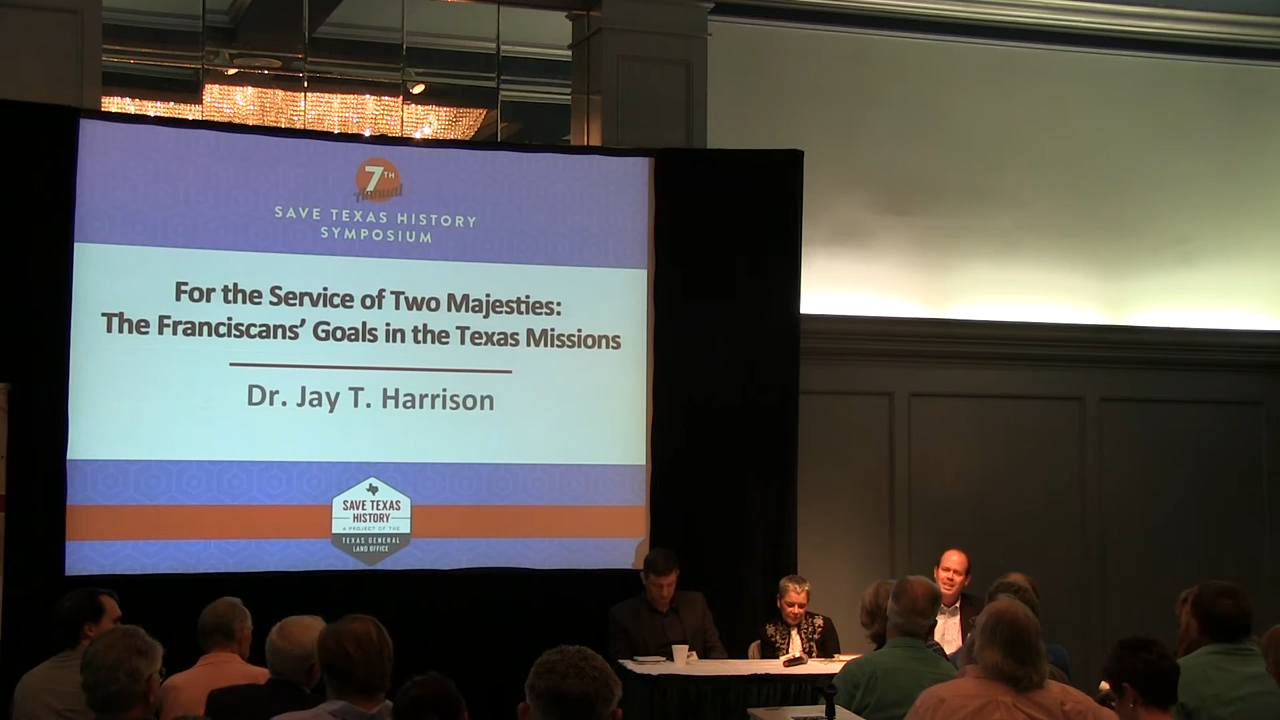 7TH
Annual
SAVE TEXAS HISTORY
SYMPOSIUM
For the Service of Two Majesties:
The Franciscans' Goals in the Texas Missions
Dr. Jay T. Harrison
SAVE TEXAS
HISTORY
A PROJECT OF THE
TEXAS GENERAL
LAND OFFICE